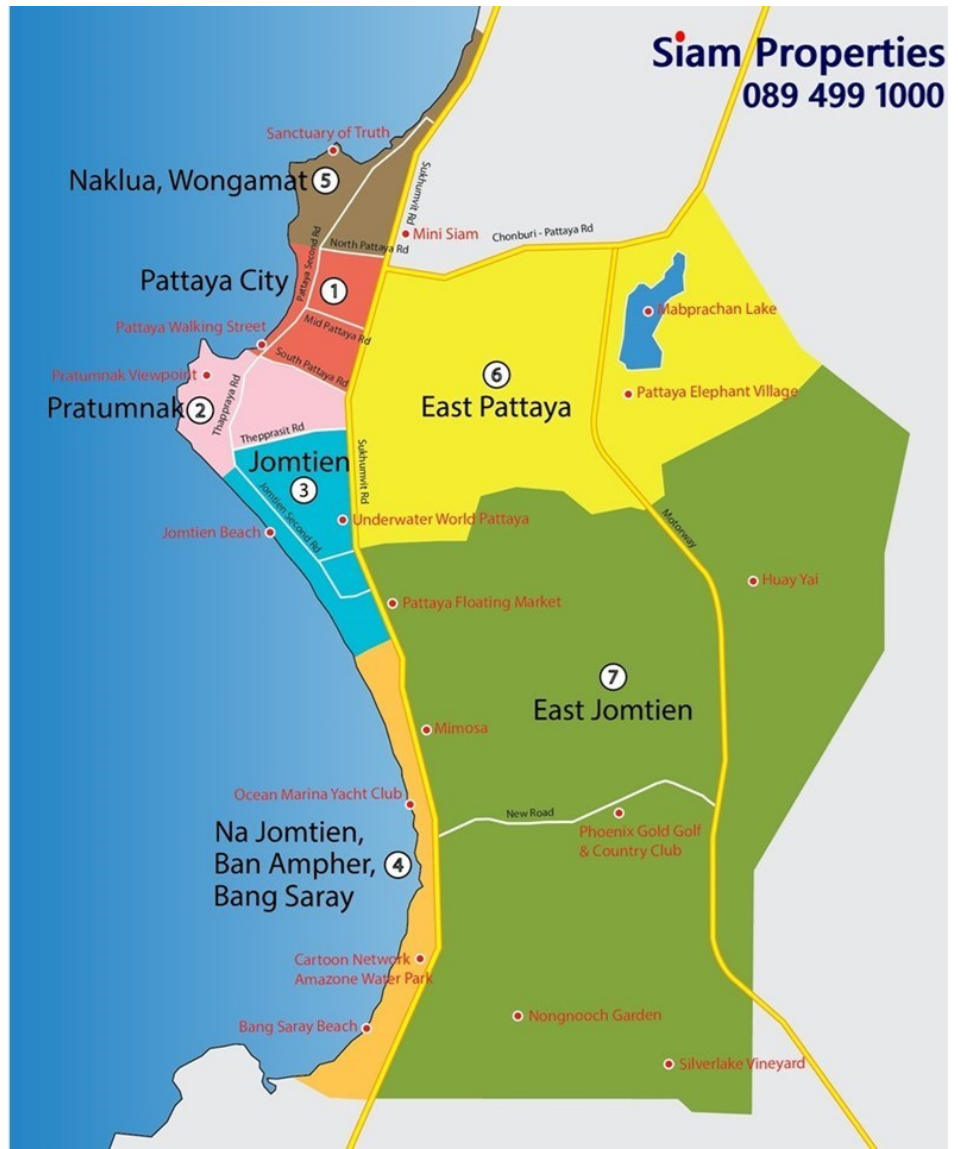 Siam Properties
089 499 1000
Sanctuary of Truth
Naklua, Wongamat 5
Sukhumvit Rd
Mini Siam
Chonburi - Pattaya Rd
North Pattaya Rd
Pattaya Second Rd
Pattaya City
1
Mabprachan Lake
Mid Pattaya Rd
Pattaya Walking Street
South Pattaya Rd
Pratumnak Viewpoint
6
East Pattaya
Pattaya Elephant Village
Pratumnak 2
Thappraya Rd
Thepprasit Rd
Jomtien
3
Sukhumvit Rd
Jomtien Second Rd
Underwater World Pattaya
Jomtien Beach
Motorway
Huay Yai
Pattaya Floating Market
7
East Jomtien
Mimosa
Ocean Marina Yacht Club
New Road
Phoenix Gold Golf
& Country Club
Na Jomtien,
Ban Ampher, 4
Bang Saray
Cartoon Network
Amazone Water Park
Bang Saray Beach
Nongnooch Garden
Silverlake Vineyard